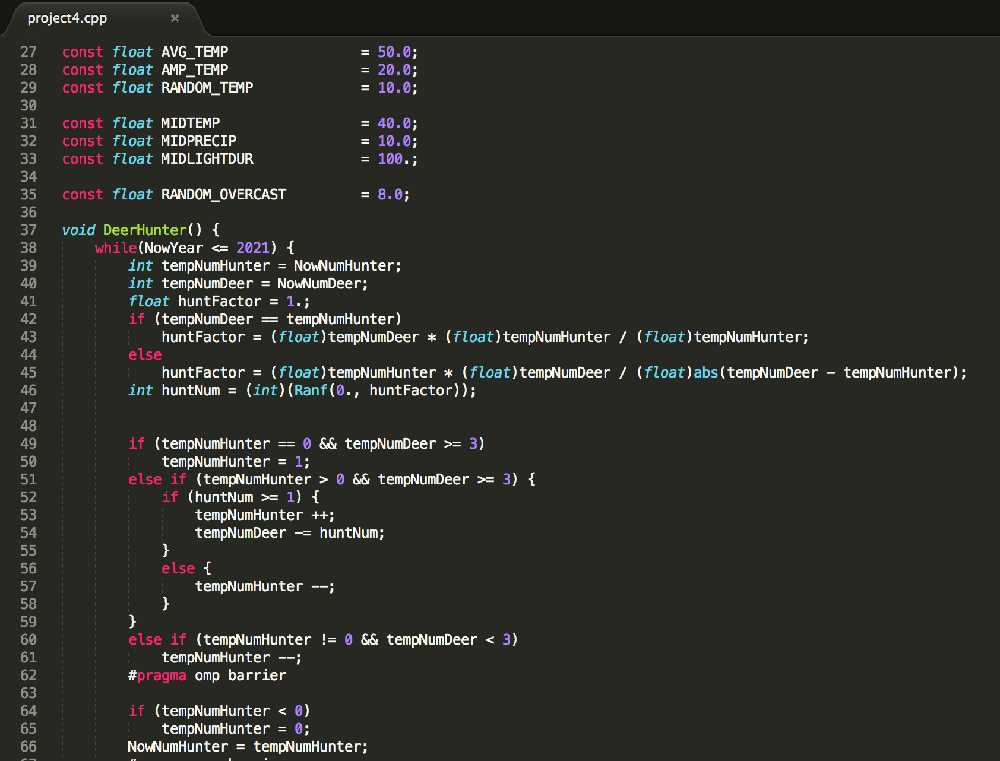 project4.cpp ×
27 const float AVG_TEMP = 50.0;
28 const float AMP_TEMP = 20.0;
29 const float RANDOM_TEMP = 10.0;
30
31 const float MIDTEMP = 40.0;
32 const float MIDPRECIP = 10.0;
33 const float MIDLIGHTDUR = 100.;
34
35 const float RANDOM_OVERCAST = 8.0;
36
37 void DeerHunter() {
38 while(NowYear <= 2021) {
39 int tempNumHunter = NowNumHunter;
40 int tempNumDeer = NowNumDeer;
41 float huntFactor = 1.;
42 if (tempNumDeer == tempNumHunter)
43 huntFactor = (float)tempNumDeer * (float)tempNumHunter / (float)tempNumHunter;
44 else
45 huntFactor = (float)tempNumHunter * (float)tempNumDeer / (float)abs(tempNumDeer - tempNumHunter);
46 int huntNum = (int)(Ranf(0., huntFactor));
47
48
49 if (tempNumHunter == 0 && tempNumDeer >= 3)
50 tempNumHunter = 1;
51 else if (tempNumHunter > 0 && tempNumDeer >= 3) {
52 if (huntNum >= 1) {
53 tempNumHunter ++;
54 tempNumDeer -= huntNum;
55 }
56 else {
57 tempNumHunter --;
58 }
59 }
60 else if (tempNumHunter != 0 && tempNumDeer < 3)
61 tempNumHunter --;
62 #pragma omp barrier
63
64 if (tempNumHunter < 0)
65 tempNumHunter = 0;
66 NowNumHunter = tempNumHunter;